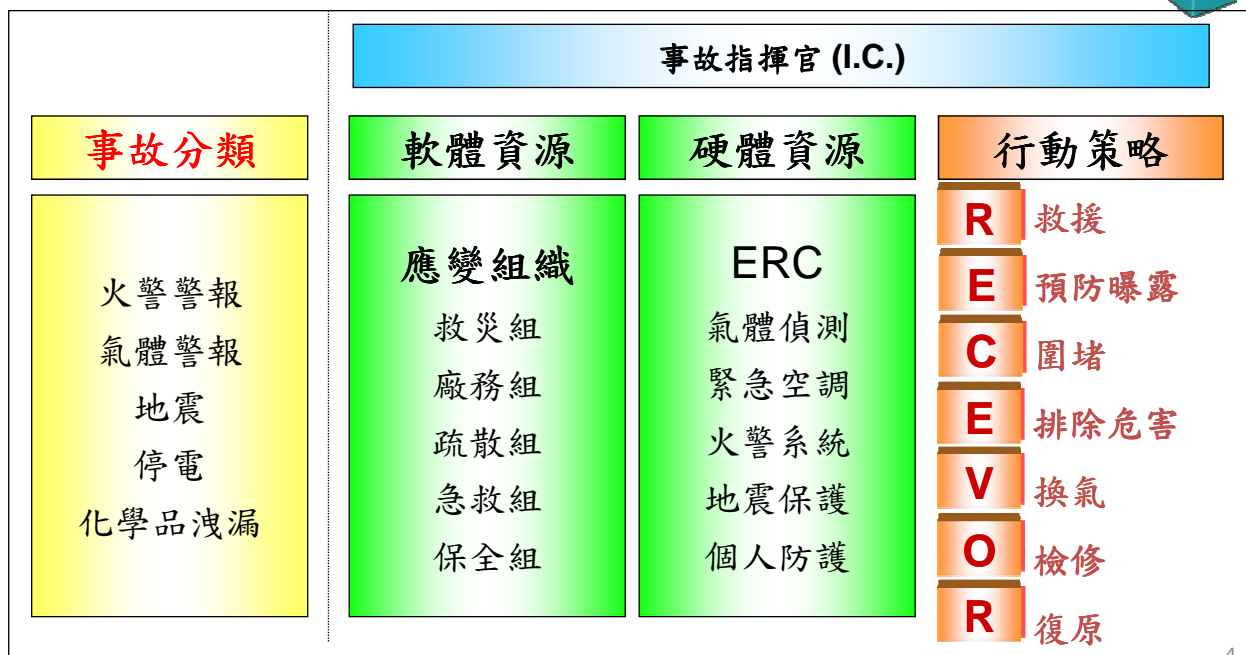 事故指揮官 (I.C.)
事故分類
火警警報
氣體警報
地震
停電
化學品洩漏
軟體資源
應變組織
救災組
廠務組
疏散組
急救組
保全組
硬體資源
ERC
氣體偵測
緊急空調
火警系統
地震保護
個人防護
行動策略
R 救援
E 預防曝露
C 圍堵
E 排除危害
V 換氣
O 檢修
R 復原